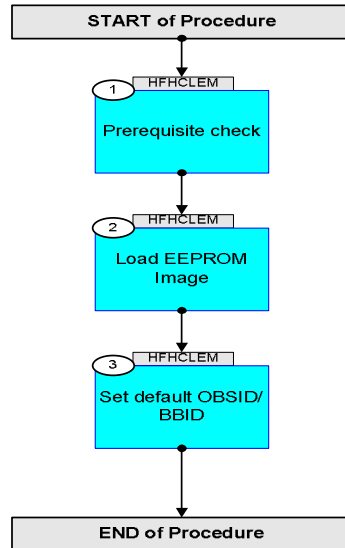 START of Procedure
HFHCLEM
1
Prerequisite check
HFHCLEM
2
Load EEPROM
Image
HFHCLEM
3
Set default OBSID/
BBID
END of Procedure